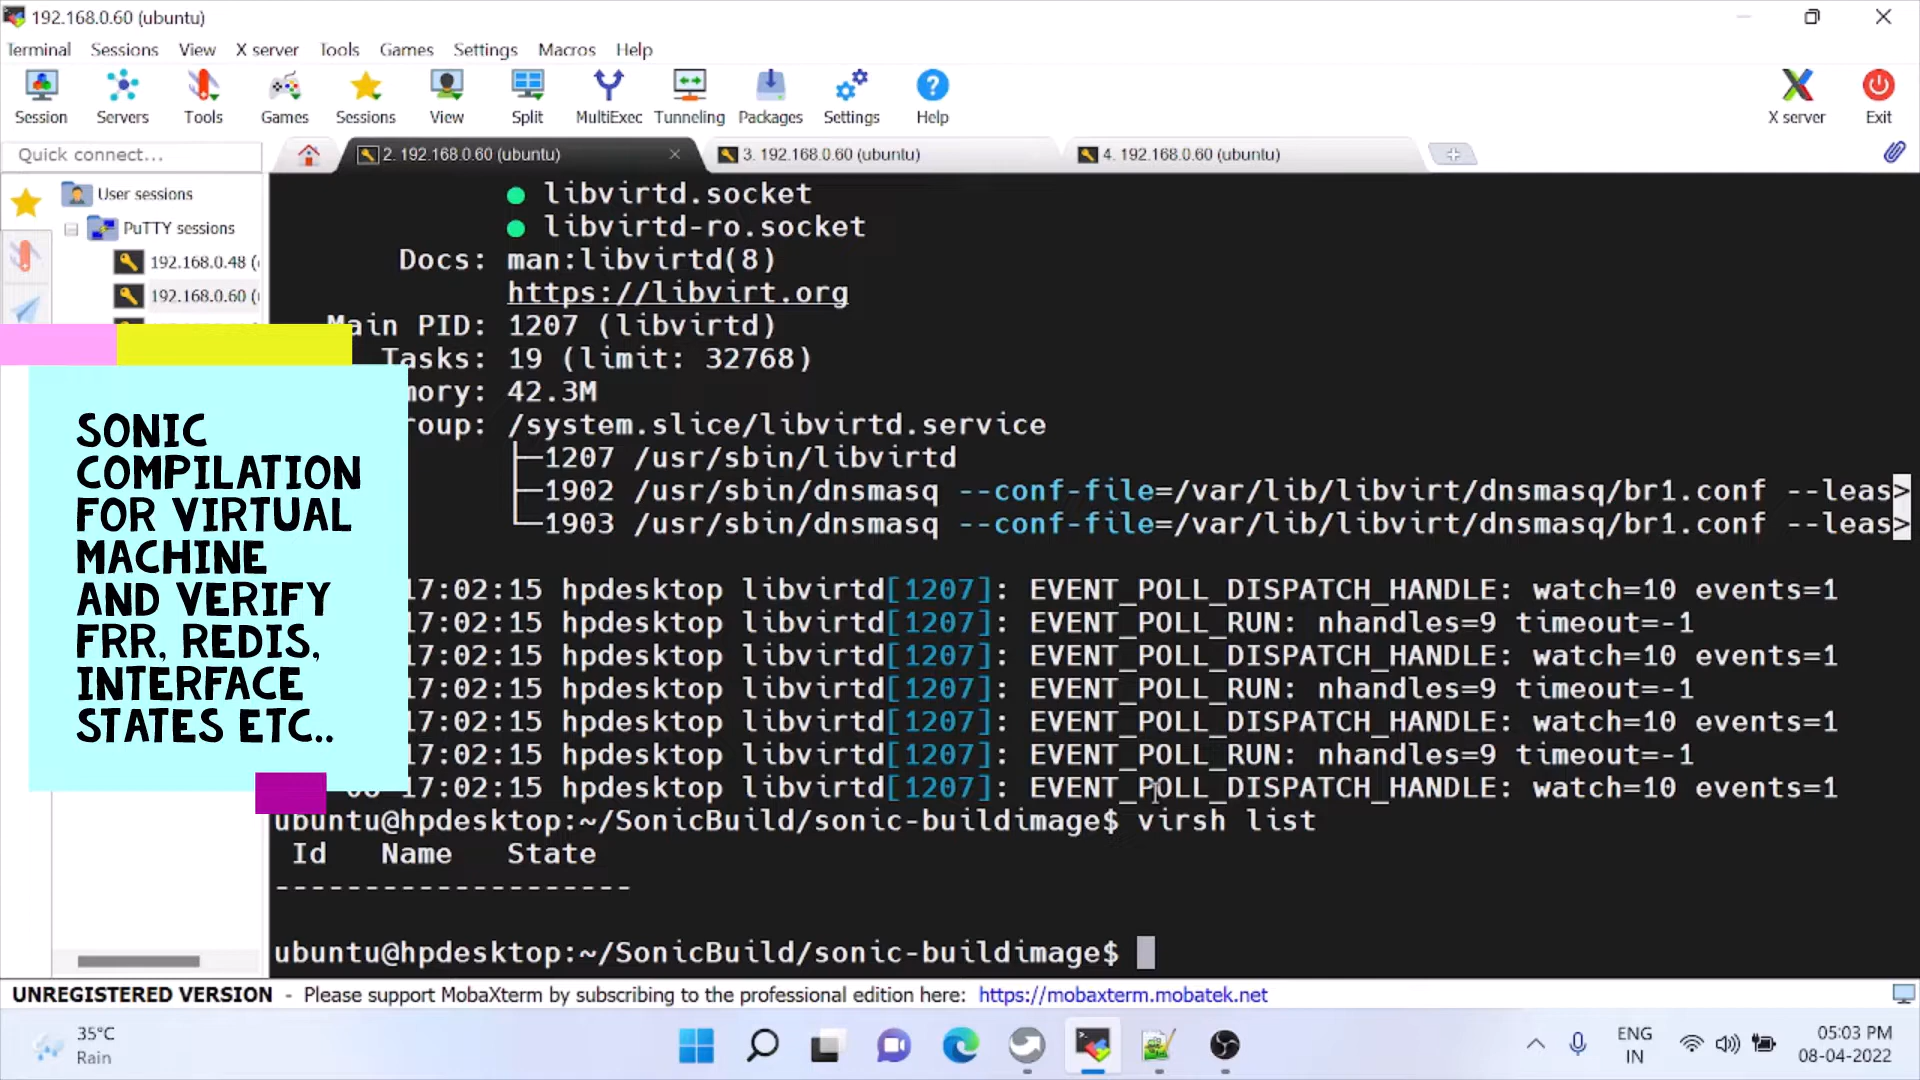 192.168.0.60 (ubuntu)
Terminal Sessions View X server Tools Games Settings Macros Help
Session Servers Tools Games Sessions View Split MultiExec Tunneling Packages Settings Help X server Exit
Quick connect...
2. 192.168.0.60 (ubuntu)
3. 192.168.0.60 (ubuntu)
4. 192.168.0.60 (ubuntu)
User sessions
PuTTY sessions
192.168.0.48 (
192.168.0.60 (
SONIC
COMPILATION
FOR VIRTUAL
MACHINE
AND VERIFY
FRR, REDIS,
INTERFACE
STATES ETC..
● libvirtd.socket
● libvirtd-ro.socket
Docs: man:libvirtd(8)
https://libvirt.org
Main PID: 1207 (libvirtd)
Tasks: 19 (limit: 32768)
mory: 42.3M
roup: /system.slice/libvirtd.service
├─1207 /usr/sbin/libvirtd
├─1902 /usr/sbin/dnsmasq --conf-file=/var/lib/libvirt/dnsmasq/br1.conf --leas>
└─1903 /usr/sbin/dnsmasq --conf-file=/var/lib/libvirt/dnsmasq/br1.conf --leas>
17:02:15 hpdesktop libvirtd[1207]: EVENT_POLL_DISPATCH_HANDLE: watch=10 events=1
17:02:15 hpdesktop libvirtd[1207]: EVENT_POLL_RUN: nhandles=9 timeout=-1
17:02:15 hpdesktop libvirtd[1207]: EVENT_POLL_DISPATCH_HANDLE: watch=10 events=1
17:02:15 hpdesktop libvirtd[1207]: EVENT_POLL_RUN: nhandles=9 timeout=-1
17:02:15 hpdesktop libvirtd[1207]: EVENT_POLL_DISPATCH_HANDLE: watch=10 events=1
17:02:15 hpdesktop libvirtd[1207]: EVENT_POLL_RUN: nhandles=9 timeout=-1
17:02:15 hpdesktop libvirtd[1207]: EVENT_POLL_DISPATCH_HANDLE: watch=10 events=1
ubuntu@hpdesktop:~/SonicBuild/sonic-buildimage$ virsh list
Id Name State
--------------------
ubuntu@hpdesktop:~/SonicBuild/sonic-buildimage$
UNREGISTERED VERSION - Please support MobaXterm by subscribing to the professional edition here: https://mobaxterm.mobatek.net
35°C
Rain
ENG
IN
05:03 PM
08-04-2022